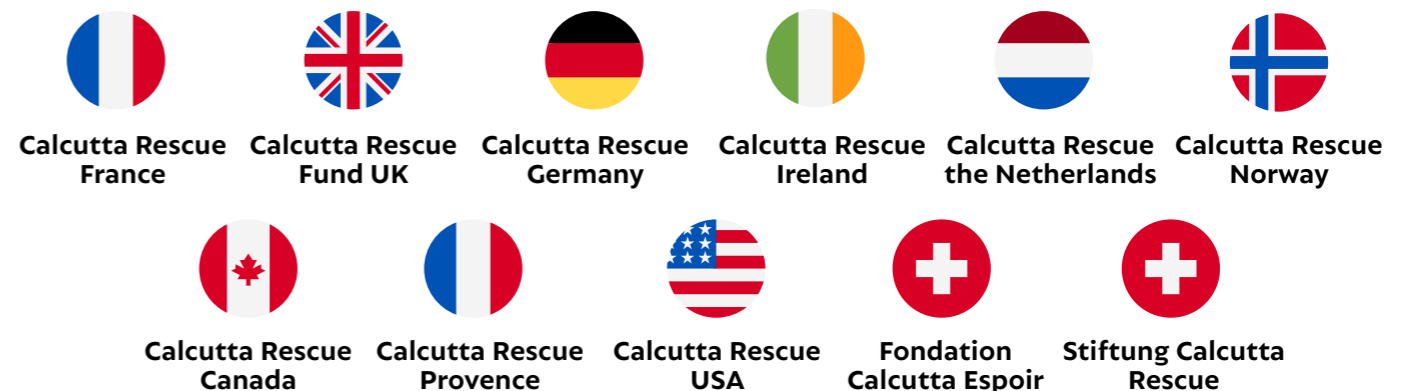 Calcutta Rescue
France
Calcutta Rescue
Fund UK
Calcutta Rescue
Germany
Calcutta Rescue
Ireland
Calcutta Rescue
the Netherlands
Calcutta Rescue
Norway
Calcutta Rescue
Canada
Calcutta Rescue
Provence
Calcutta Rescue
USA
Fondation
Calcutta Espoir
Stiftung Calcutta
Rescue